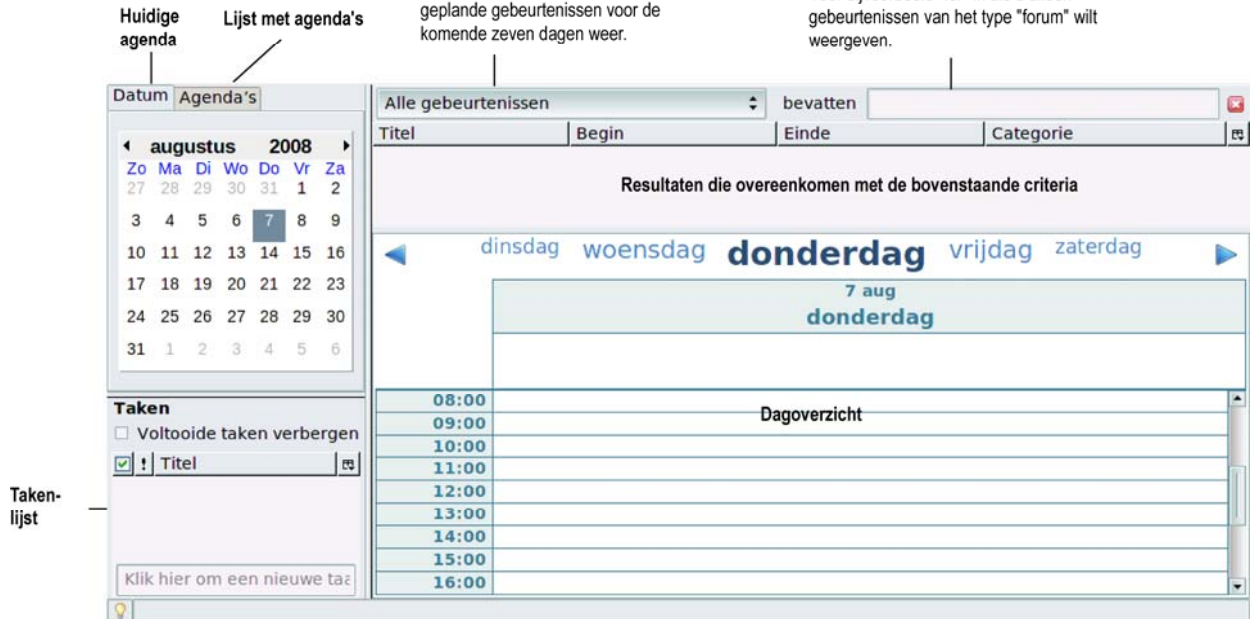 Huidige
agenda
Lijst met agenda's
geplande gebeurtenissen voor de
komende zeven dagen weer.
gebeurtenissen van het type "forum" wilt
weergeven.
Datum Agenda's
Alle gebeurtenissen bevatten
Titel Begin Einde Categorie
augustus 2008
Zo Ma Di Wo Do Vr Za
27 28 29 30 31 1 2
3 4 5 6 7 8 9
10 11 12 13 14 15 16
17 18 19 20 21 22 23
24 25 26 27 28 29 30
31 1 2 3 4 5 6
Resultaten die overeenkomen met de bovenstaande criteria
dinsdag woensdag donderdag vrijdag zaterdag
7 aug
donderdag
Taken
Voltooide taken verbergen
! Titel
Taken-
lijst
Klik hier om een nieuwe taa
08:00
Dagoverzicht
09:00
10:00
11:00
12:00
13:00
14:00
15:00
16:00